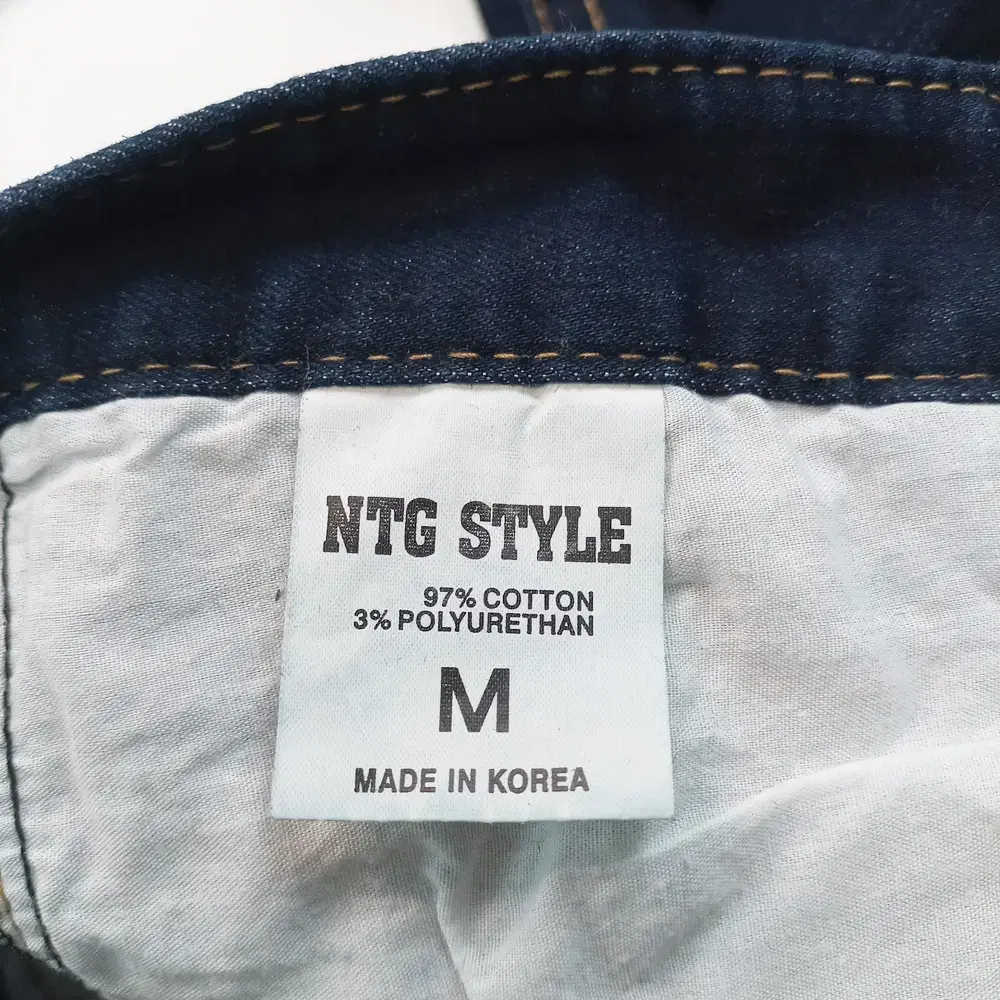 NTG STYLE
97% COTTON
3% POLYURETHAN
M
MADE IN KOREA